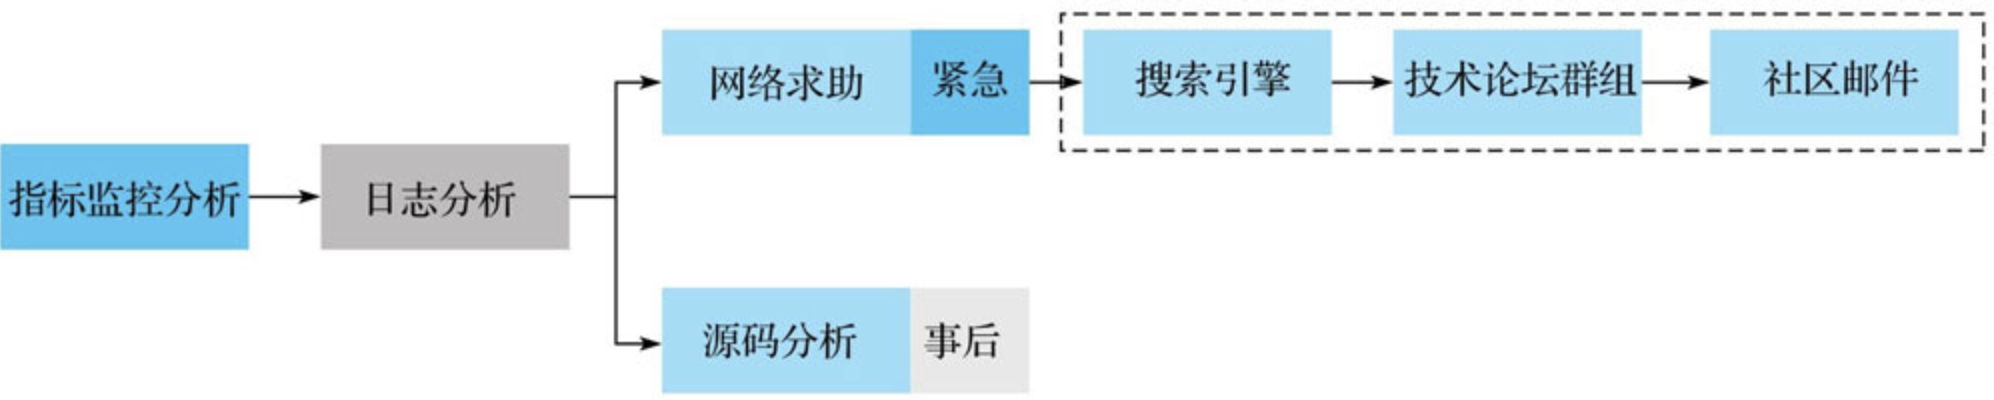 指标监控分析
日志分析
网络求助
紧急
搜索引擎
技术论坛群组
社区邮件
源码分析
事后